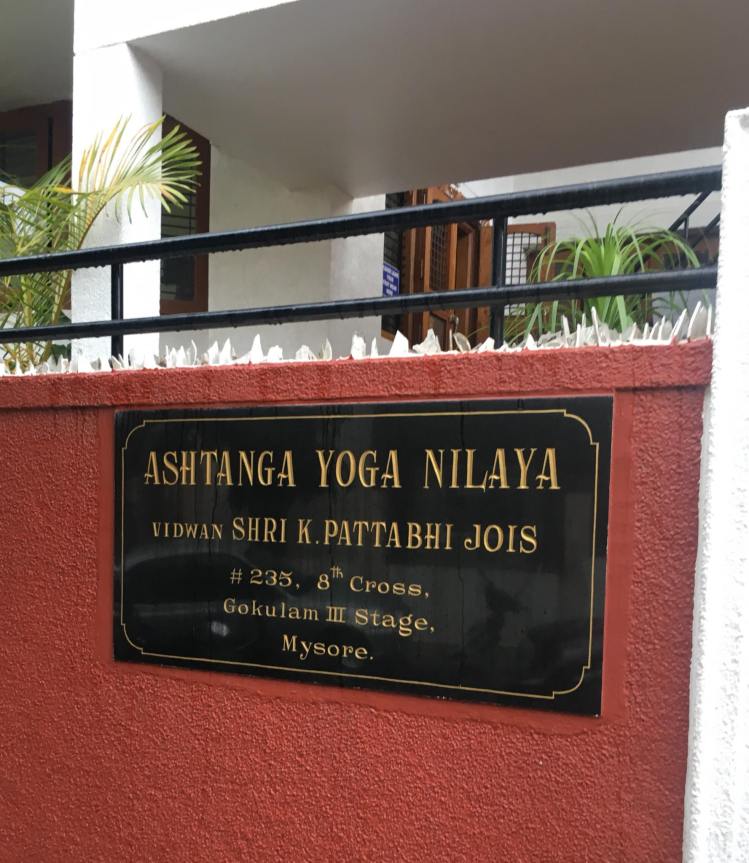 ASHTANGA YOGA NILAYA
VIDWAN SHRI K. PATTABHI JOIS
# 235, 8th Cross,
Gokulam III Stage,
Mysore.